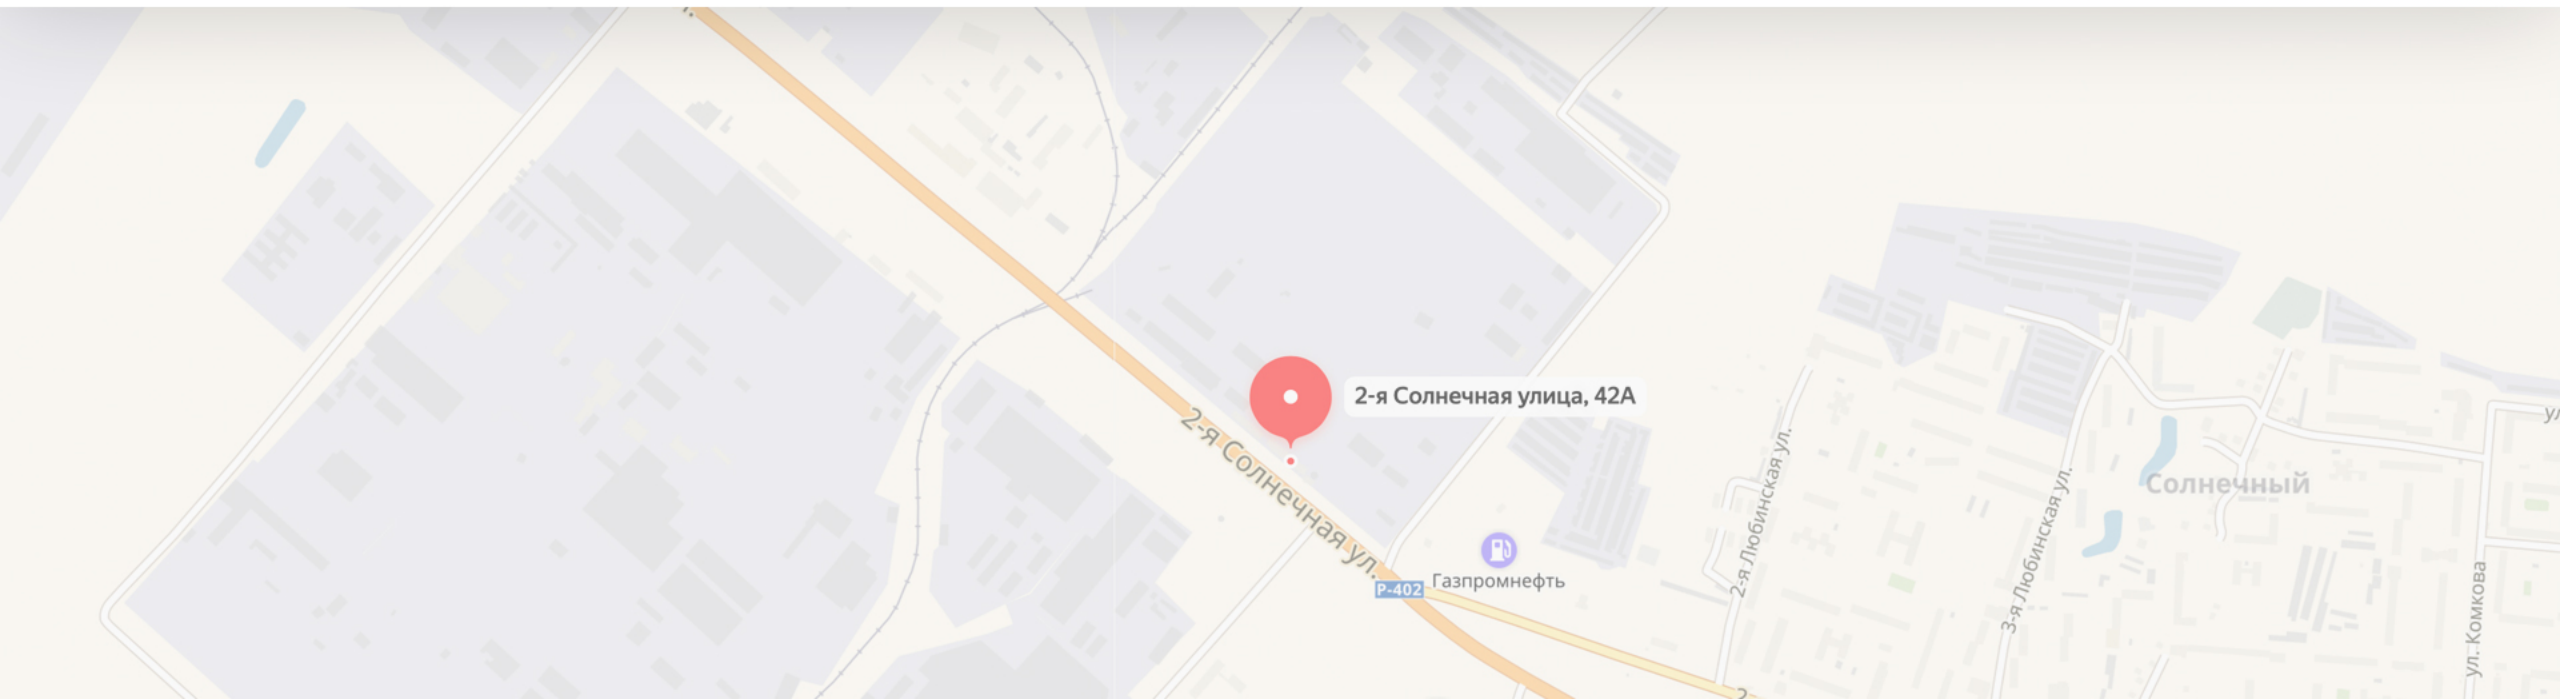 2-я Солнечная улица, 42А
2-я Солнечная ул.
Р-402
Газпромнефть
2-я Любинская ул.
3-я Любинская ул.
Солнечный
ул. Комкова